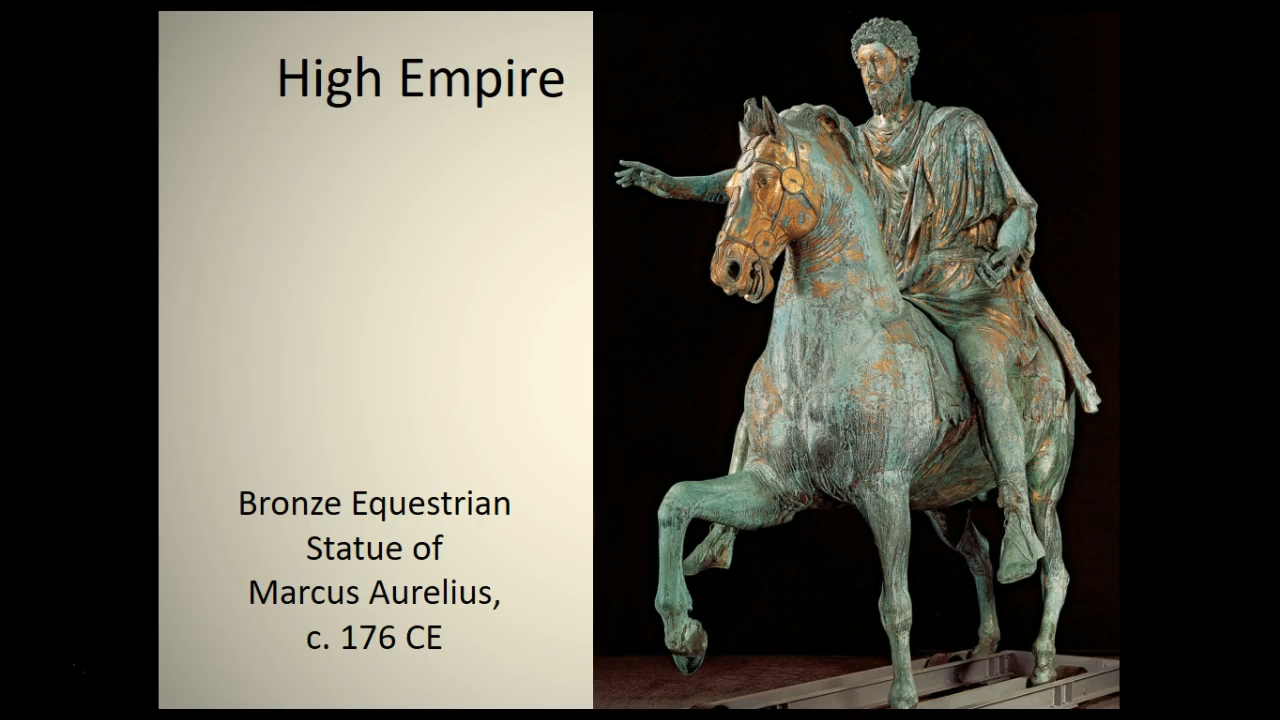 High Empire
Bronze Equestrian
Statue of
Marcus Aurelius,
c. 176 CE